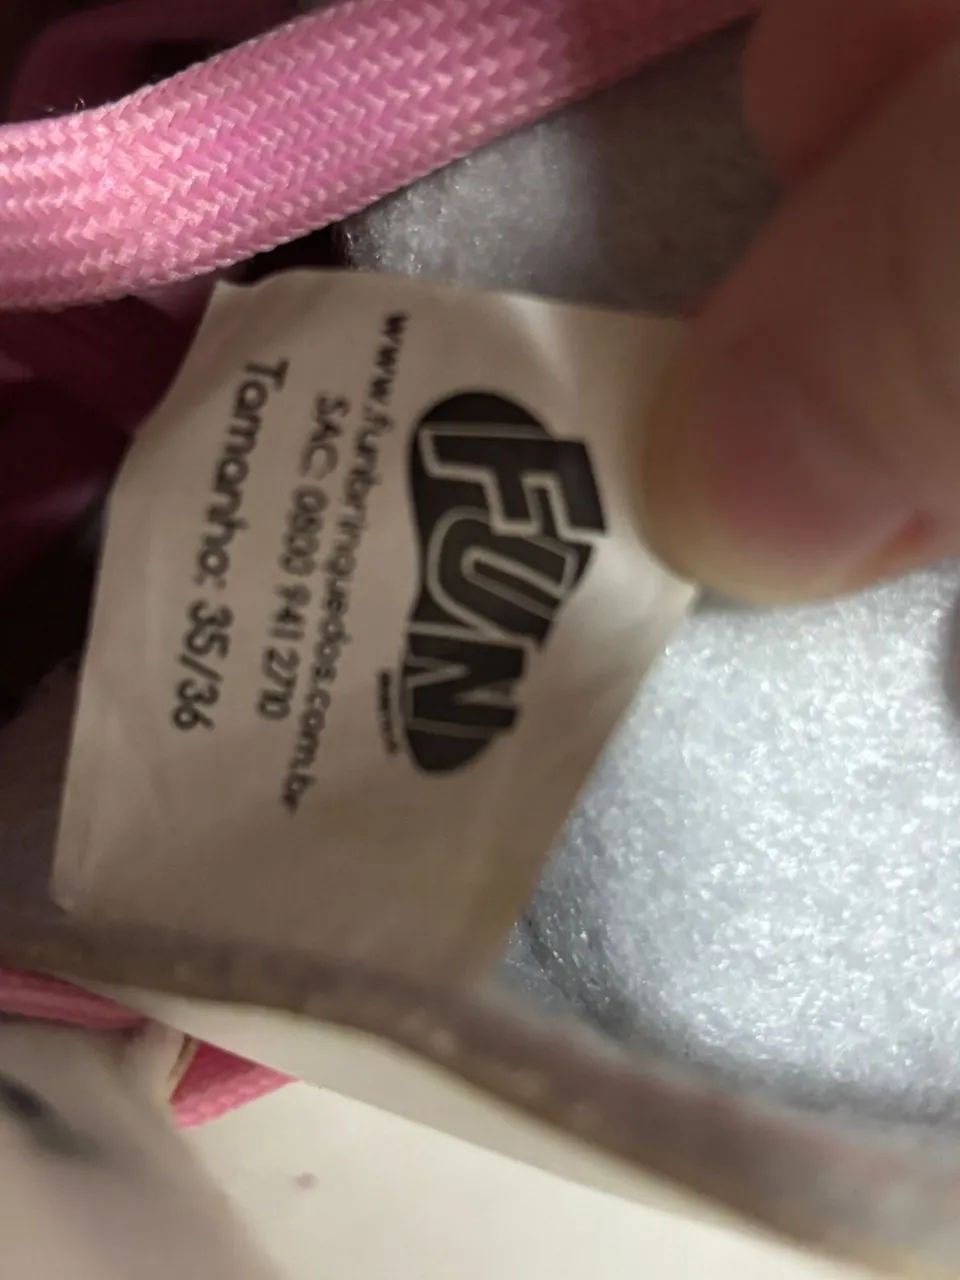 FUN
www.funbrinquedos.com.br
SAC: 0800 941 2710
Tamanho: 35/36